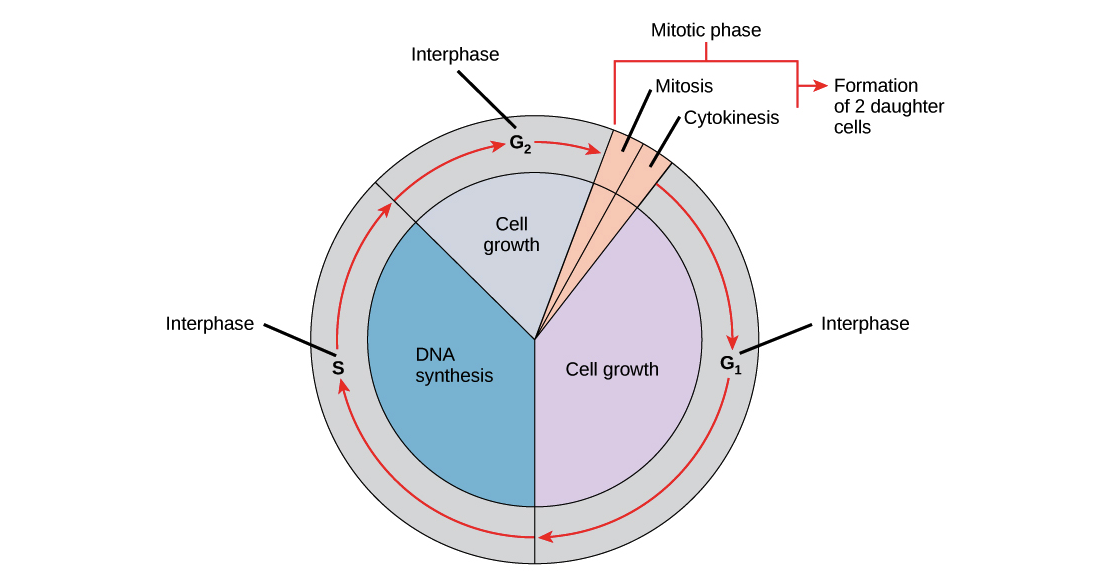 Mitotic phase
Interphase
Mitosis
Formation
of 2 daughter
cells
Cytokinesis
G₂
Cell
growth
Interphase
Interphase
DNA
synthesis
Cell growth
S
G₁